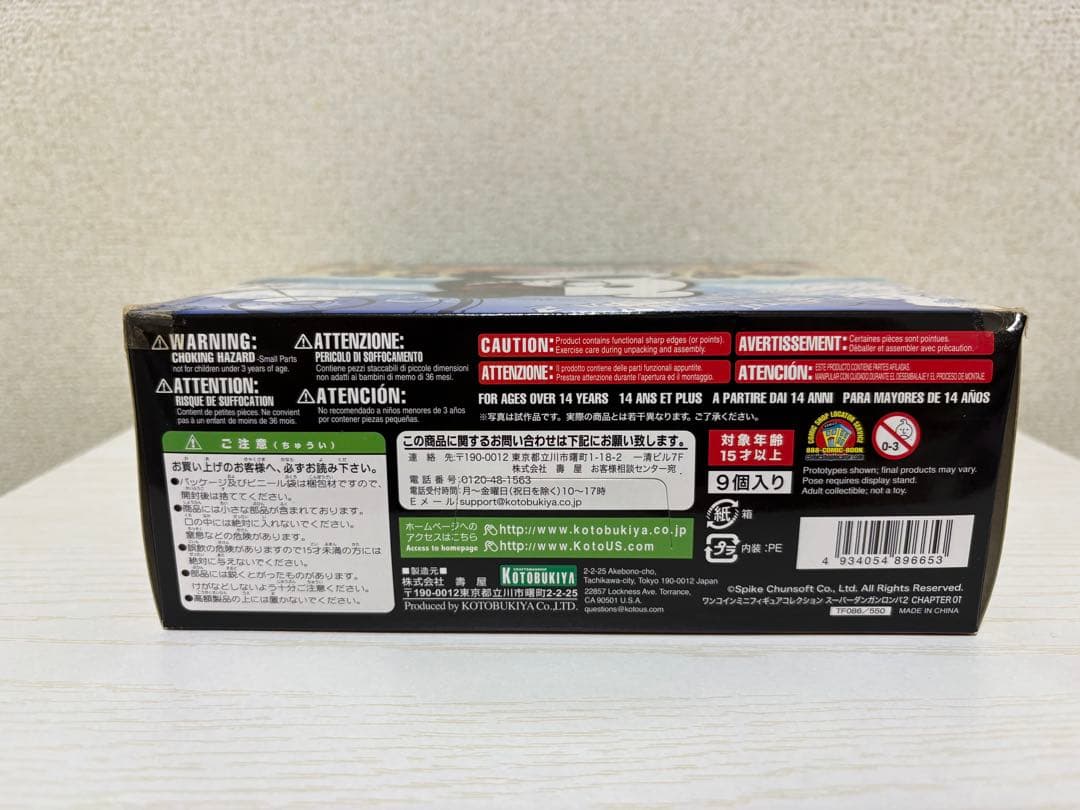 ⚠WARNING:
CHOKING HAZARD -Small Parts
not for children under 3 years of age.
⚠ATTENTION:
RISQUE DE SUFFOCATION
Contient de petites pièces. Ne convient
pas à un enfant de moins de 36 mois.
⚠ATTENZIONE:
PERICOLO DI SOFFOCAMENTO
Contiene pezzi staccabili di piccole dimensioni
non adatti ai bambini di memo di 36 mesi.
⚠ATENCIÓN:
No recomendado a niños menores de 3 años
por contener piezas pequeñas.
CAUTION: Product contains functional sharp edges (or points).
Exercise care during unpacking and assembly.
AVERTISSEMENT: Certaines pièces sont pointues.
Déballer et assembler avec précaution.
ATTENZIONE: Il prodotto contiene delle parti funzionali appuntite.
Prestare attenzione durante l'apertura ed il montaggio.
ATENCIÓN: ESTE PRODUCTO CONTIENE PARTES AFILADAS.
MANIPULAR CON CUIDADO DURANTE EL DESEMBALAJE Y EL PROCESO DE MONTAJE.
FOR AGES OVER 14 YEARS 14 ANS ET PLUS A PARTIRE DAI 14 ANNI PARA MAYORES DE 14 AÑOS
※写真は試作品です。実際の商品とは若干異なります。ご了承ください。
⚠ ご注意(ちゅうい)
お買い上げのお客様へ、必ずお読み下さい。
●パッケージ及びビニール袋は梱包材ですので、
開封後は捨ててください。
●商品には小さな部品が含まれております。
口の中には絶対に入れないでください。
窒息などの危険があります。
●誤飲の危険がありますので15才未満の方には
絶対に与えないでください。
●部品には鋭くとがったものがあります。
けがなどしないよう十分ご注意ください。
●高額製品の上には置かないでください。
この商品に関するお問い合わせは下記にお願い致します。
連絡先:〒190-0012 東京都立川市曙町1-18-2 一清ビル7F
株式会社 壽屋 お客様相談センター宛
電話番号:0120-48-1563
電話受付時間:月〜金曜日(祝日を除く)10〜17時
Eメール:support@kotobukiya.co.jp
ホームページへの
アクセスはこちら
Access to homepage
http://www.kotobukiya.co.jp
http://www.KotoUS.com
■製造元■
株式会社 壽 屋
〒190-0012東京都立川市曙町2-2-25
Produced by KOTOBUKIYA Co.,LTD.
CRAFTSMANSHIP
KOTOBUKIYA
2-2-25 Akebono-cho,
Tachikawa-city, Tokyo 190-0012 Japan
22857 Lockness Ave. Torrance,
CA 90501 U.S.A.
questions@kotous.com
対象年齢
15才以上
9個入り
紙 箱
プラ 内装:PE
COMIC SHOP LOCATOR SERVICE
888-COMIC-BOOK
0-3
Prototypes shown; final products may vary.
Pose requires display stand.
Adult collectible; not a toy.
4 934054 896653
©Spike Chunsoft Co., Ltd. All Rights Reserved.
ワンコインミニフィギュアコレクション スーパーダンガンロンパ2 CHAPTER 01
TF086/550 MADE IN CHINA